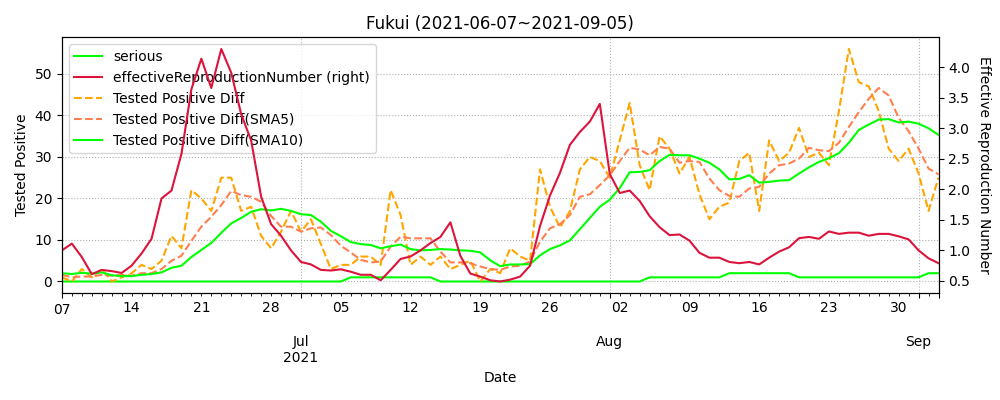 Fukui (2021-06-07~2021-09-05)
serious
effectiveReproductionNumber (right)
Tested Positive Diff
Tested Positive Diff(SMA5)
Tested Positive Diff(SMA10)
Tested Positive
50
40
30
20
10
0
4.0
3.5
3.0
2.5
2.0
1.5
1.0
0.5
Effective Reproduction Number
07 14 21 28 05 12 19 26 02 09 16 23 30
Jul Aug Sep
2021
Date